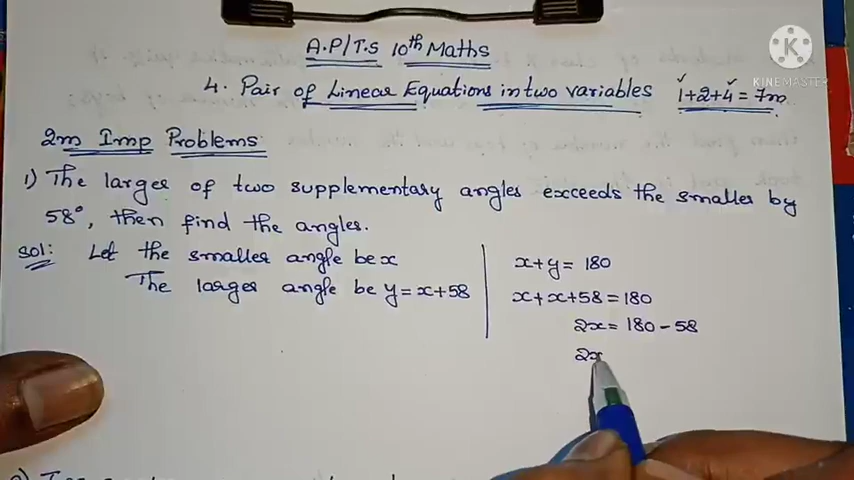 A.P/T.S 10th Maths
KINEMASTER
4. Pair of Linear Equations in two variables 1+2+4 = 7m
2m Imp Problems
1) The larger of two supplementary angles exceeds the smaller by
58°, then find the angles.
Sol: Let the smaller angle be x
The larger angle be y = x+58
x+y = 180
x+x+58 = 180
2x = 180-58
2x